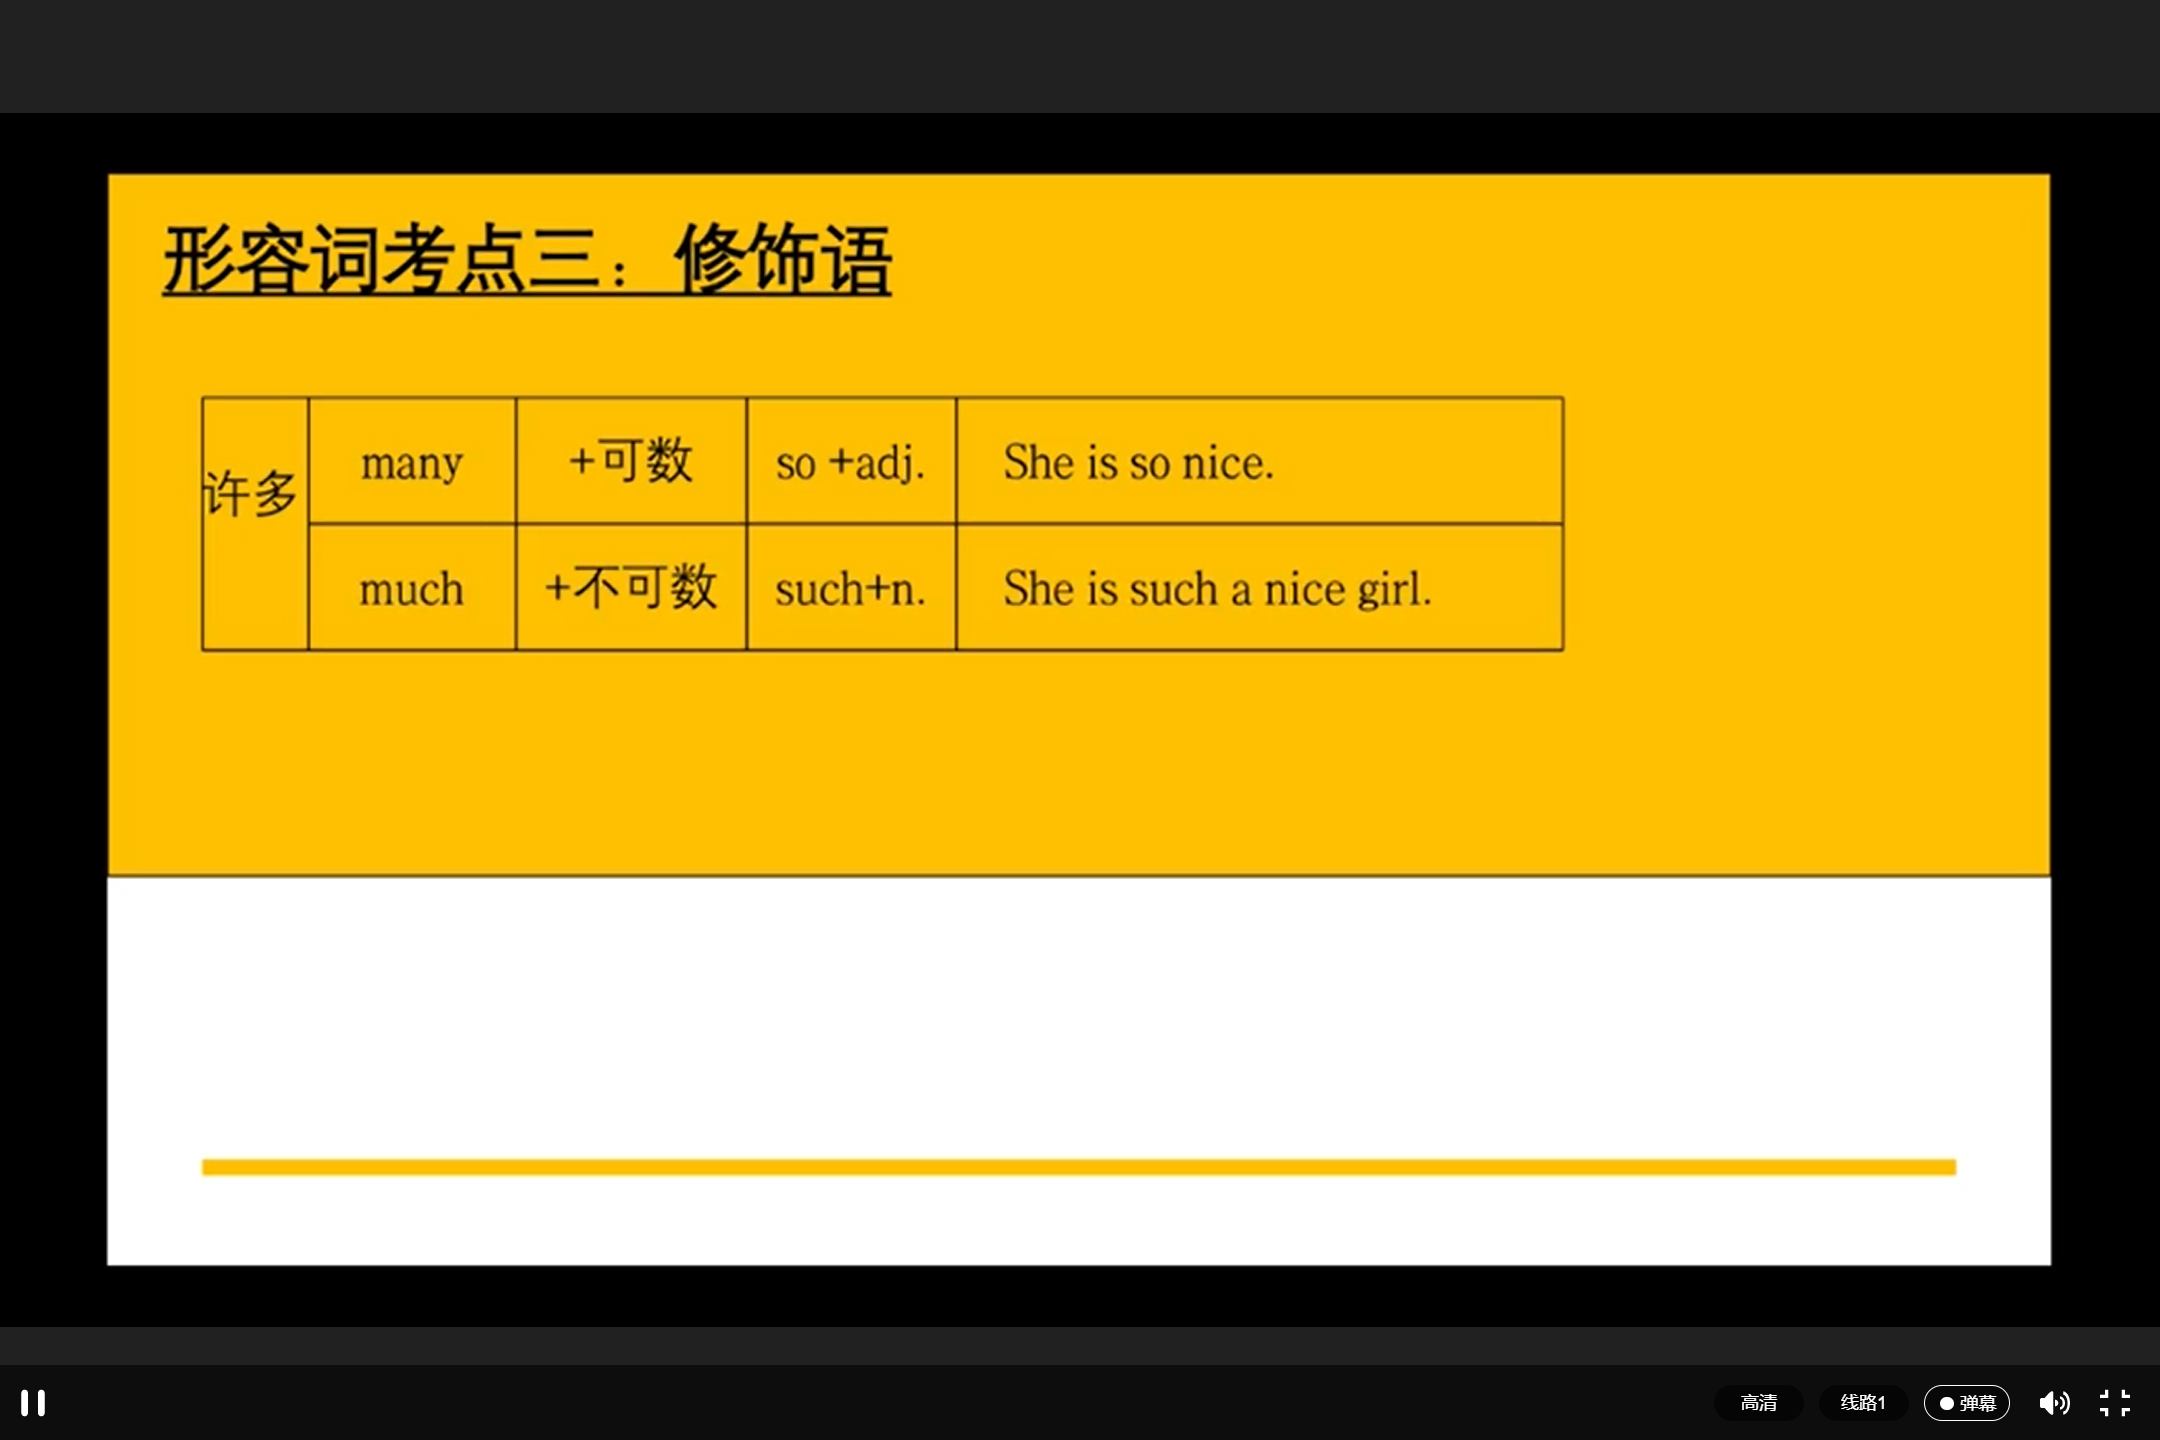 形容词考点三：修饰语
许多
many
+可数
so +adj.
She is so nice.
much
+不可数
such+n.
She is such a nice girl.
高清
线路1
弹幕